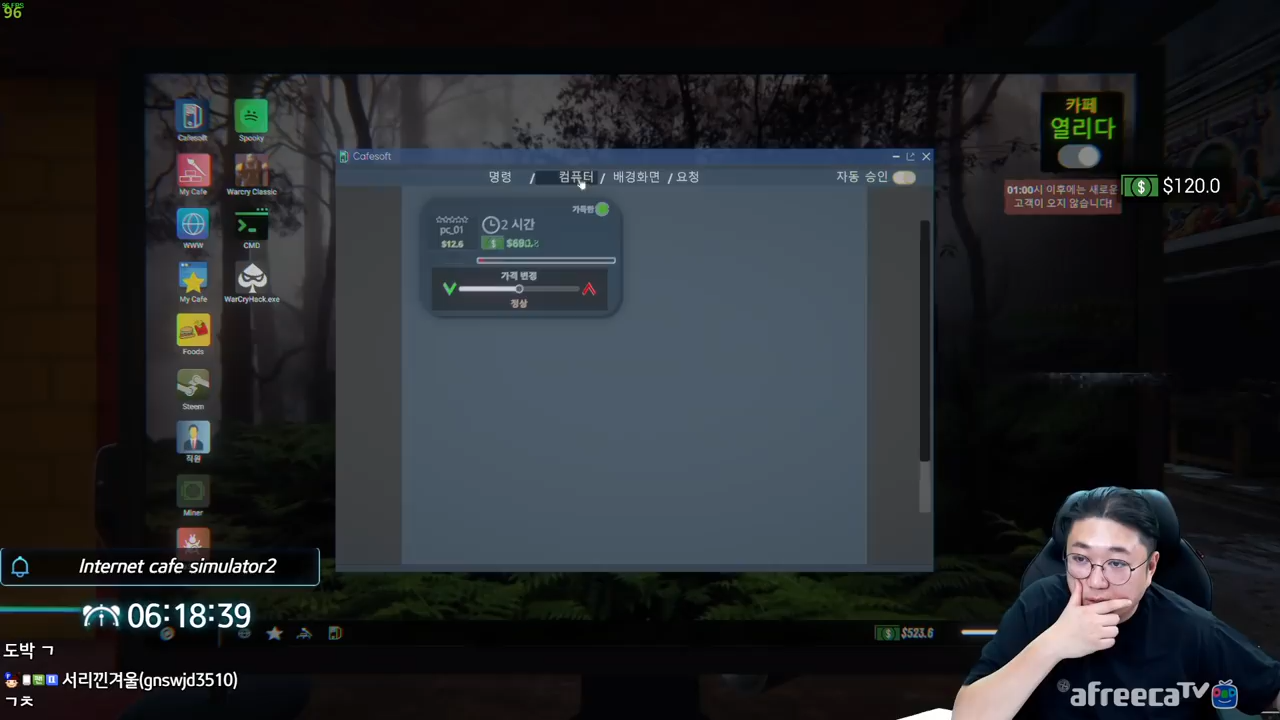 96 FPS
96
카페
열리다
$120.0
01:00시 이후에는 새로운
고객이 오지 않습니다!
Cafesoft
Spooky
My Cafe
Warcry Classic
WWW
CMD
My Cafe
WarCryHack.exe
Foods
Steem
직원
Miner
Cafesoft
명령 / 컴퓨터 / 배경화면 / 요청
자동 승인
가득한
pc_01
$12.6
2 시간
가격 변경
정상
Internet cafe simulator2
06:18:39
$523.6
도박 ㄱ
서리낀겨울(gnswjd3510)
ㄱ츠
afreecaTV